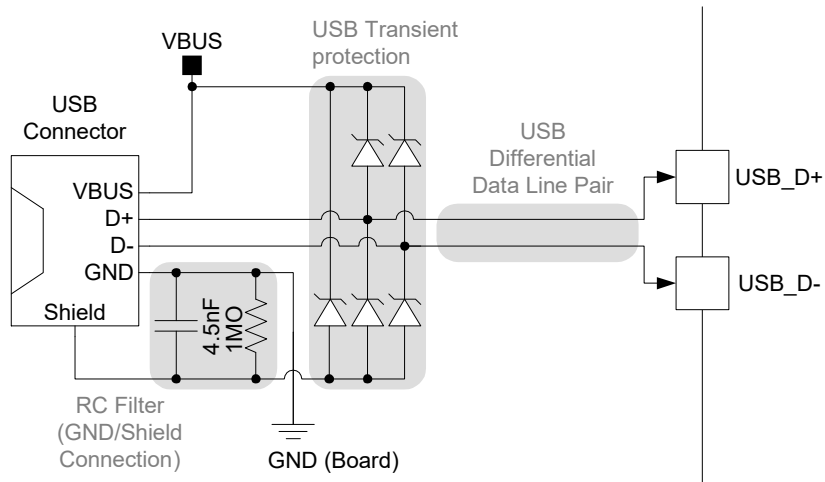 USB Transient
protection
VBUS
USB
Connector
USB
Differential
Data Line Pair
VBUS
D+
D-
GND
Shield
USB_D+
USB_D-
4.5nF
1MO
RC Filter
(GND/Shield
Connection)
GND (Board)